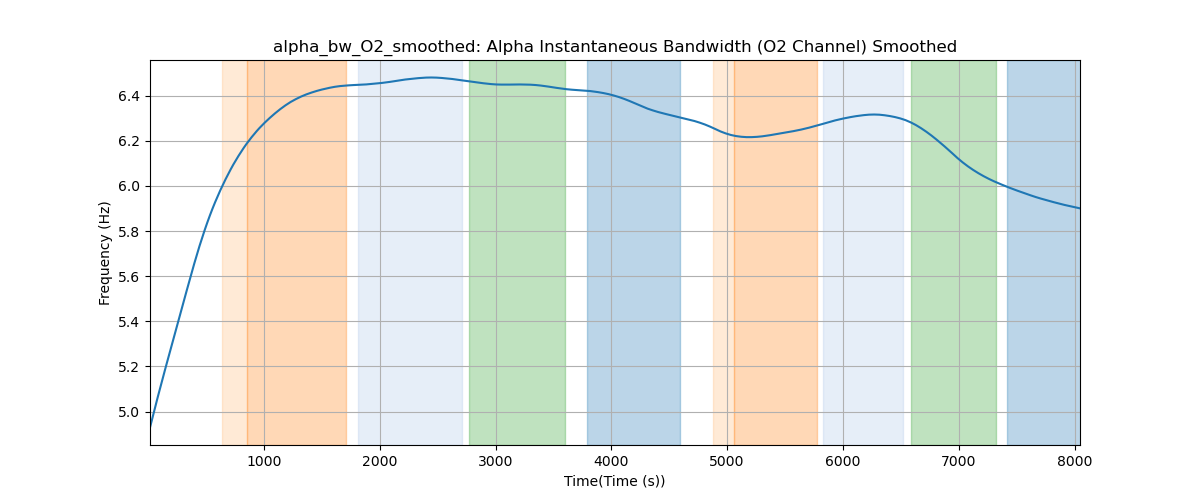 alpha_bw_O2_smoothed: Alpha Instantaneous Bandwidth (O2 Channel) Smoothed
Frequency (Hz)
6.4
6.2
6.0
5.8
5.6
5.4
5.2
5.0
1000 2000 3000 4000 5000 6000 7000 8000
Time(Time (s))